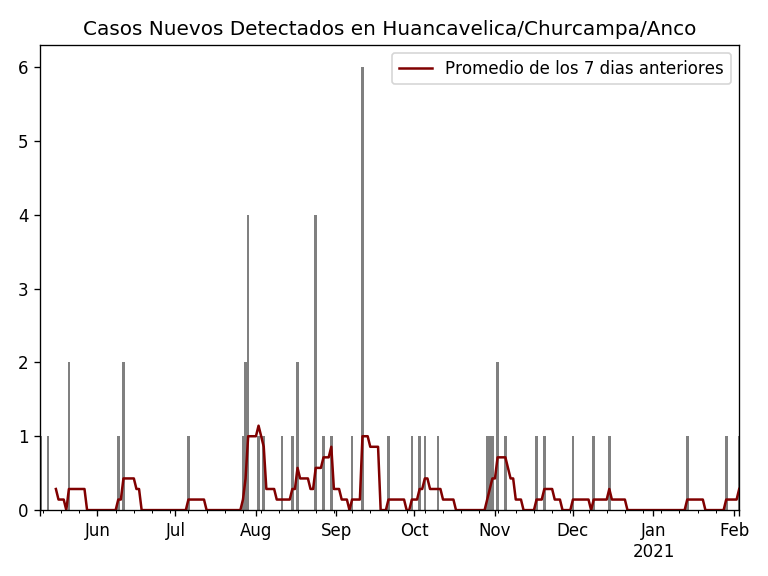 Casos Nuevos Detectados en Huancavelica/Churcampa/Anco
Promedio de los 7 dias anteriores
6
5
4
3
2
1
0
Jun Jul Aug Sep Oct Nov Dec Jan Feb
2021